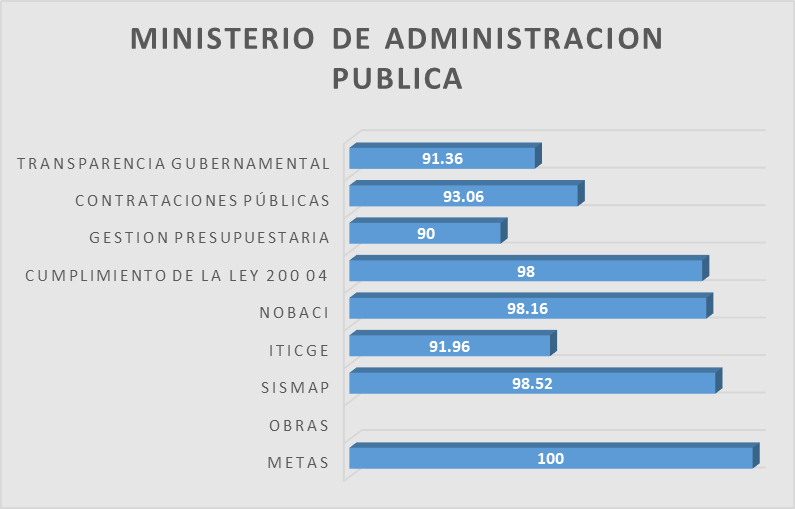 MINISTERIO DE ADMINISTRACION
PUBLICA
TRANSPARENCIA GUBERNAMENTAL 91.36
CONTRATACIONES PÚBLICAS 93.06
GESTION PRESUPUESTARIA 90
CUMPLIMIENTO DE LA LEY 200 04 98
NOBACI 98.16
ITICGE 91.96
SISMAP 98.52
OBRAS
METAS 100